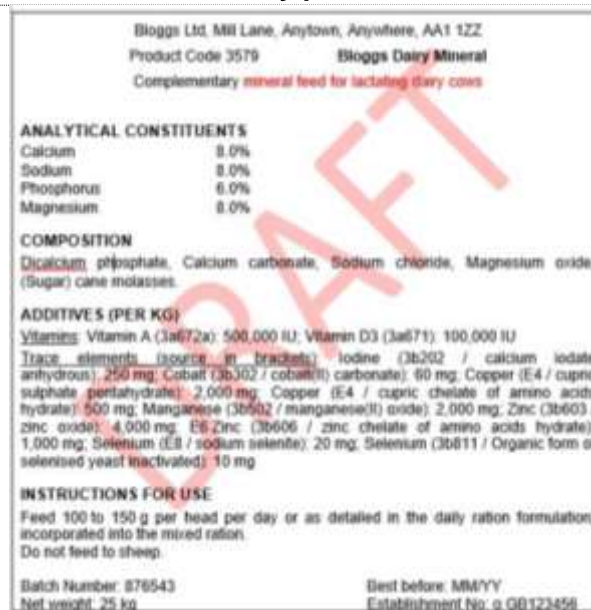 Bloggs Ltd, Mill Lane, Anytown, Anywhere, AA1 1ZZ
Product Code 3579 Bloggs Dairy Mineral
Complementary mineral feed for lactating dairy cows
ANALYTICAL CONSTITUENTS
Calcium 8.0%
Sodium 8.0%
Phosphorus 6.0%
Magnesium 8.0%
COMPOSITION
Dicalcium phosphate, Calcium carbonate, Sodium chloride, Magnesium oxide
(Sugar) cane molasses.
ADDITIVES (PER KG)
Vitamins: Vitamin A (3a672a): 500,000 IU; Vitamin D3 (3a671): 100,000 IU
Trace elements (source in brackets): Iodine (3b202 / calcium iodate
anhydrous): 250 mg; Cobalt (3b302 / cobalt(II) carbonate): 60 mg; Copper (E4 / cupric
sulphate pentahydrate): 2,000 mg; Copper (E4 / cupric chelate of amino acids
hydrate): 500 mg; Manganese (3b502 / manganese(II) oxide): 2,000 mg; Zinc (3b603 /
zinc oxide): 4,000 mg; E6 Zinc (3b606 / zinc chelate of amino acids hydrate):
1,000 mg; Selenium (E8 / sodium selenite): 20 mg; Selenium (3b811 / Organic form o
selenised yeast inactivated): 10 mg
INSTRUCTIONS FOR USE
Feed 100 to 150 g per head per day or as detailed in the daily ration formulation
incorporated into the mixed ration.
Do not feed to sheep.
Batch Number: 876543 Best before: MM/YY
Net weight: 25 kg Establishment No: α GB123456
DRAFT